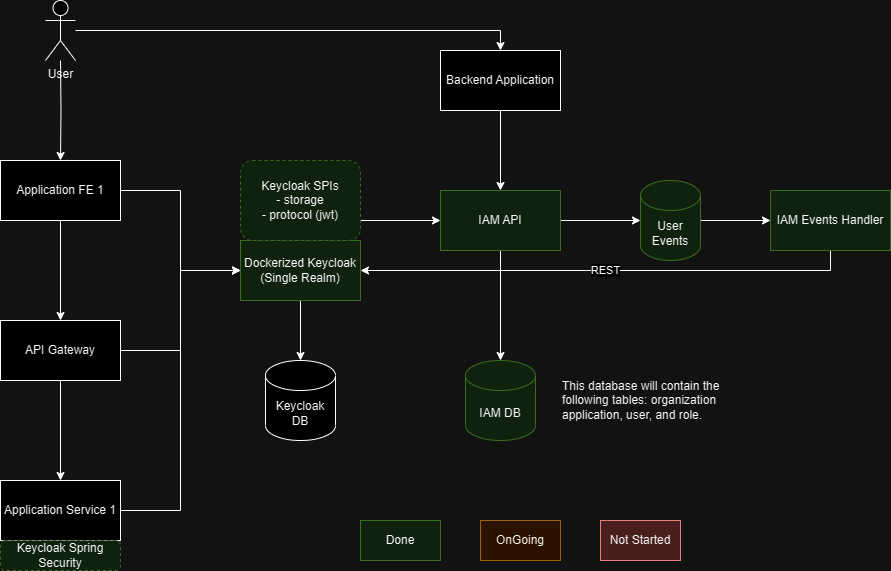 User
Backend Application
Application FE 1
Keycloak SPIs
- storage
- protocol (jwt)
IAM API
User
Events
IAM Events Handler
Dockerized Keycloak
(Single Realm)
REST
API Gateway
Keycloak
DB
IAM DB
This database will contain the
following tables: organization
application, user, and role.
Application Service 1
Keycloak Spring
Security
Done
OnGoing
Not Started